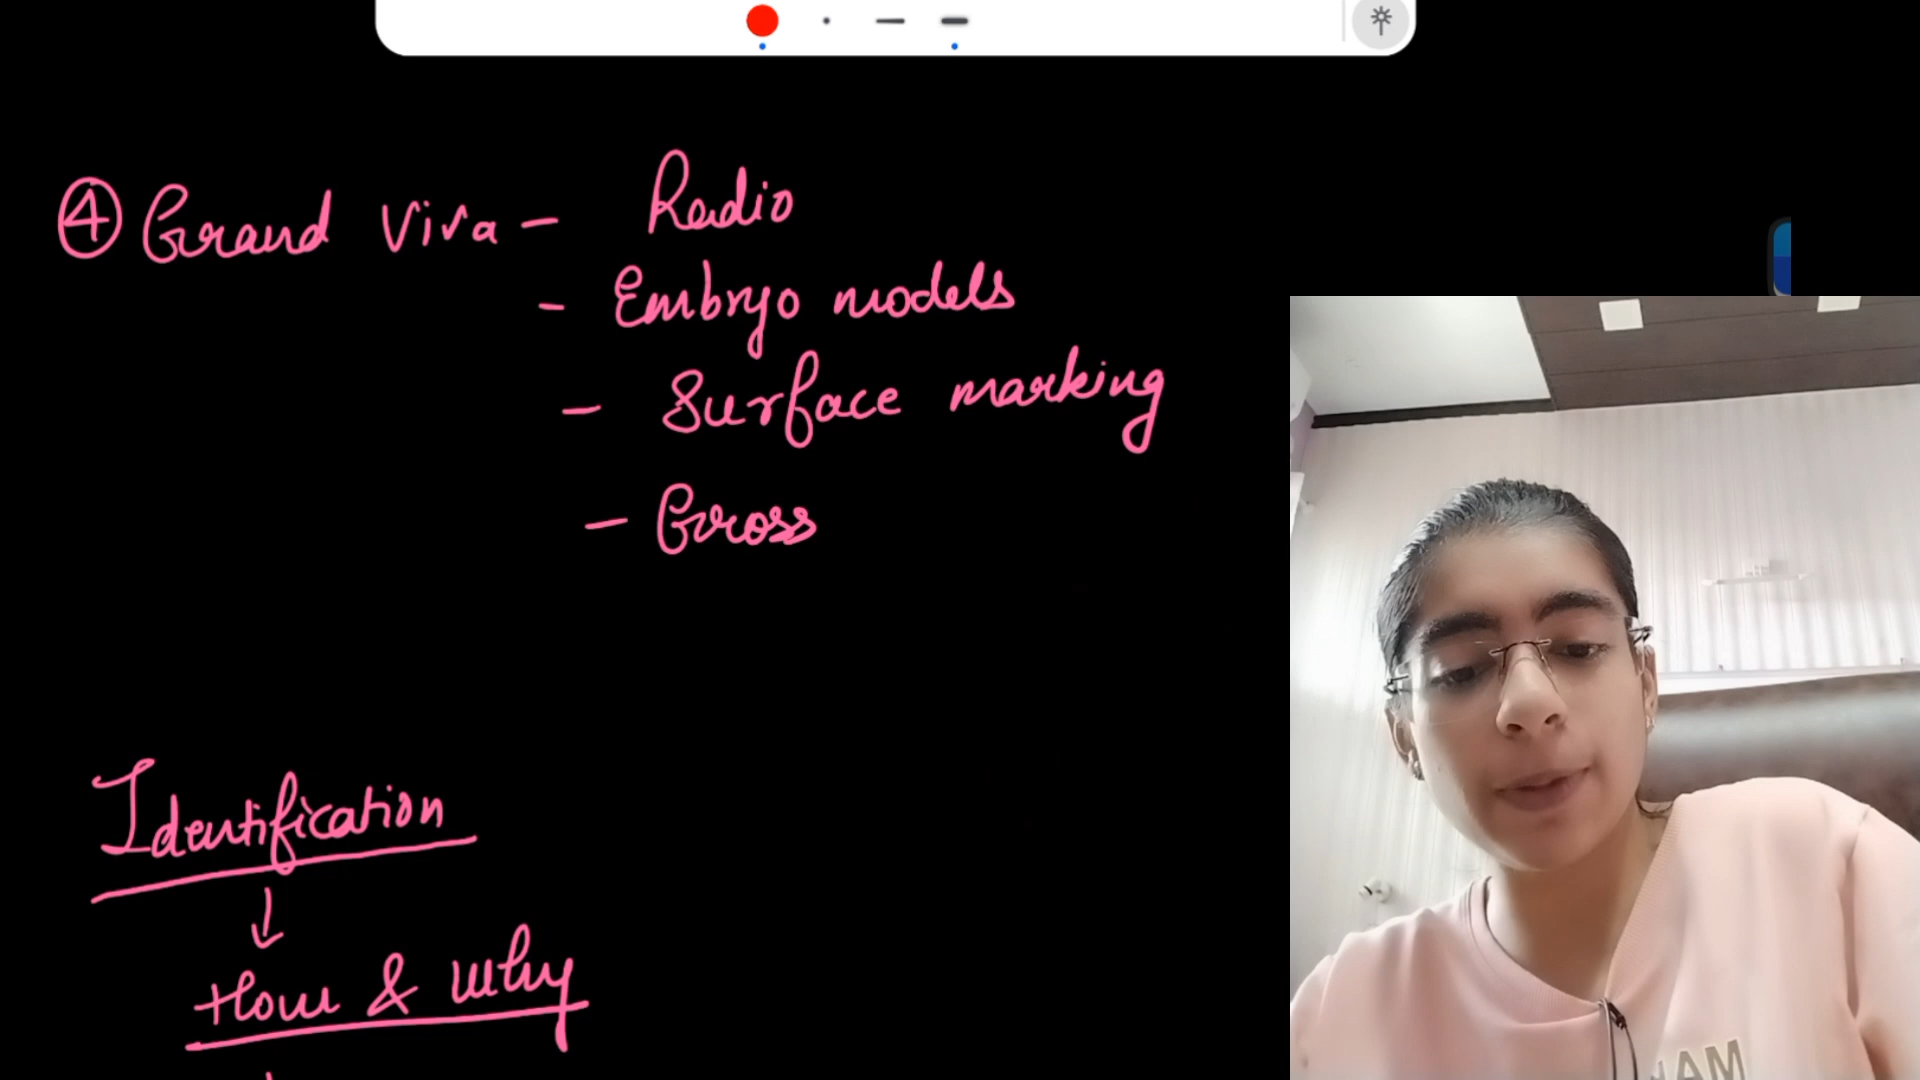 ④ Grand Viva - Radio
- Embryo models
- Surface marking
- Gross
Identification
↓
How & Why